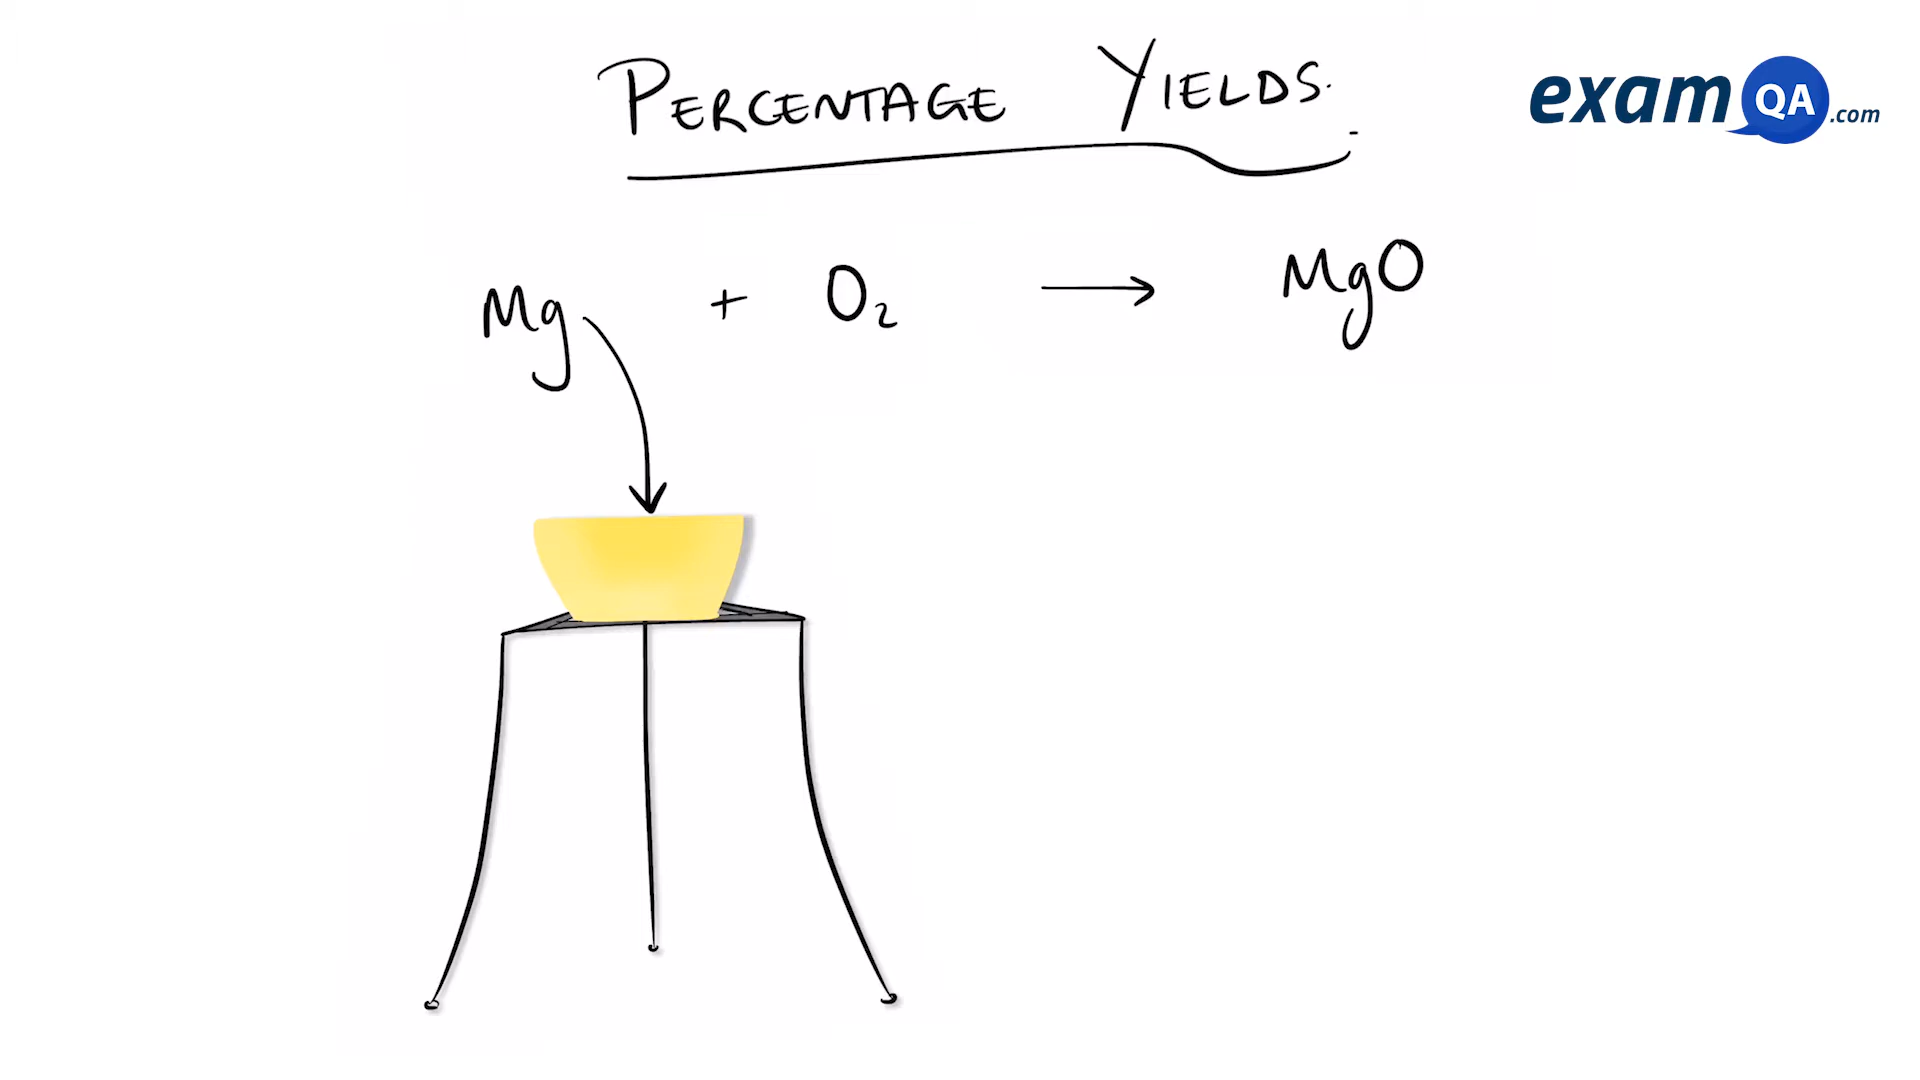 PERCENTAGE YIELDS.
examQA.com
Mg + O₂ → MgO